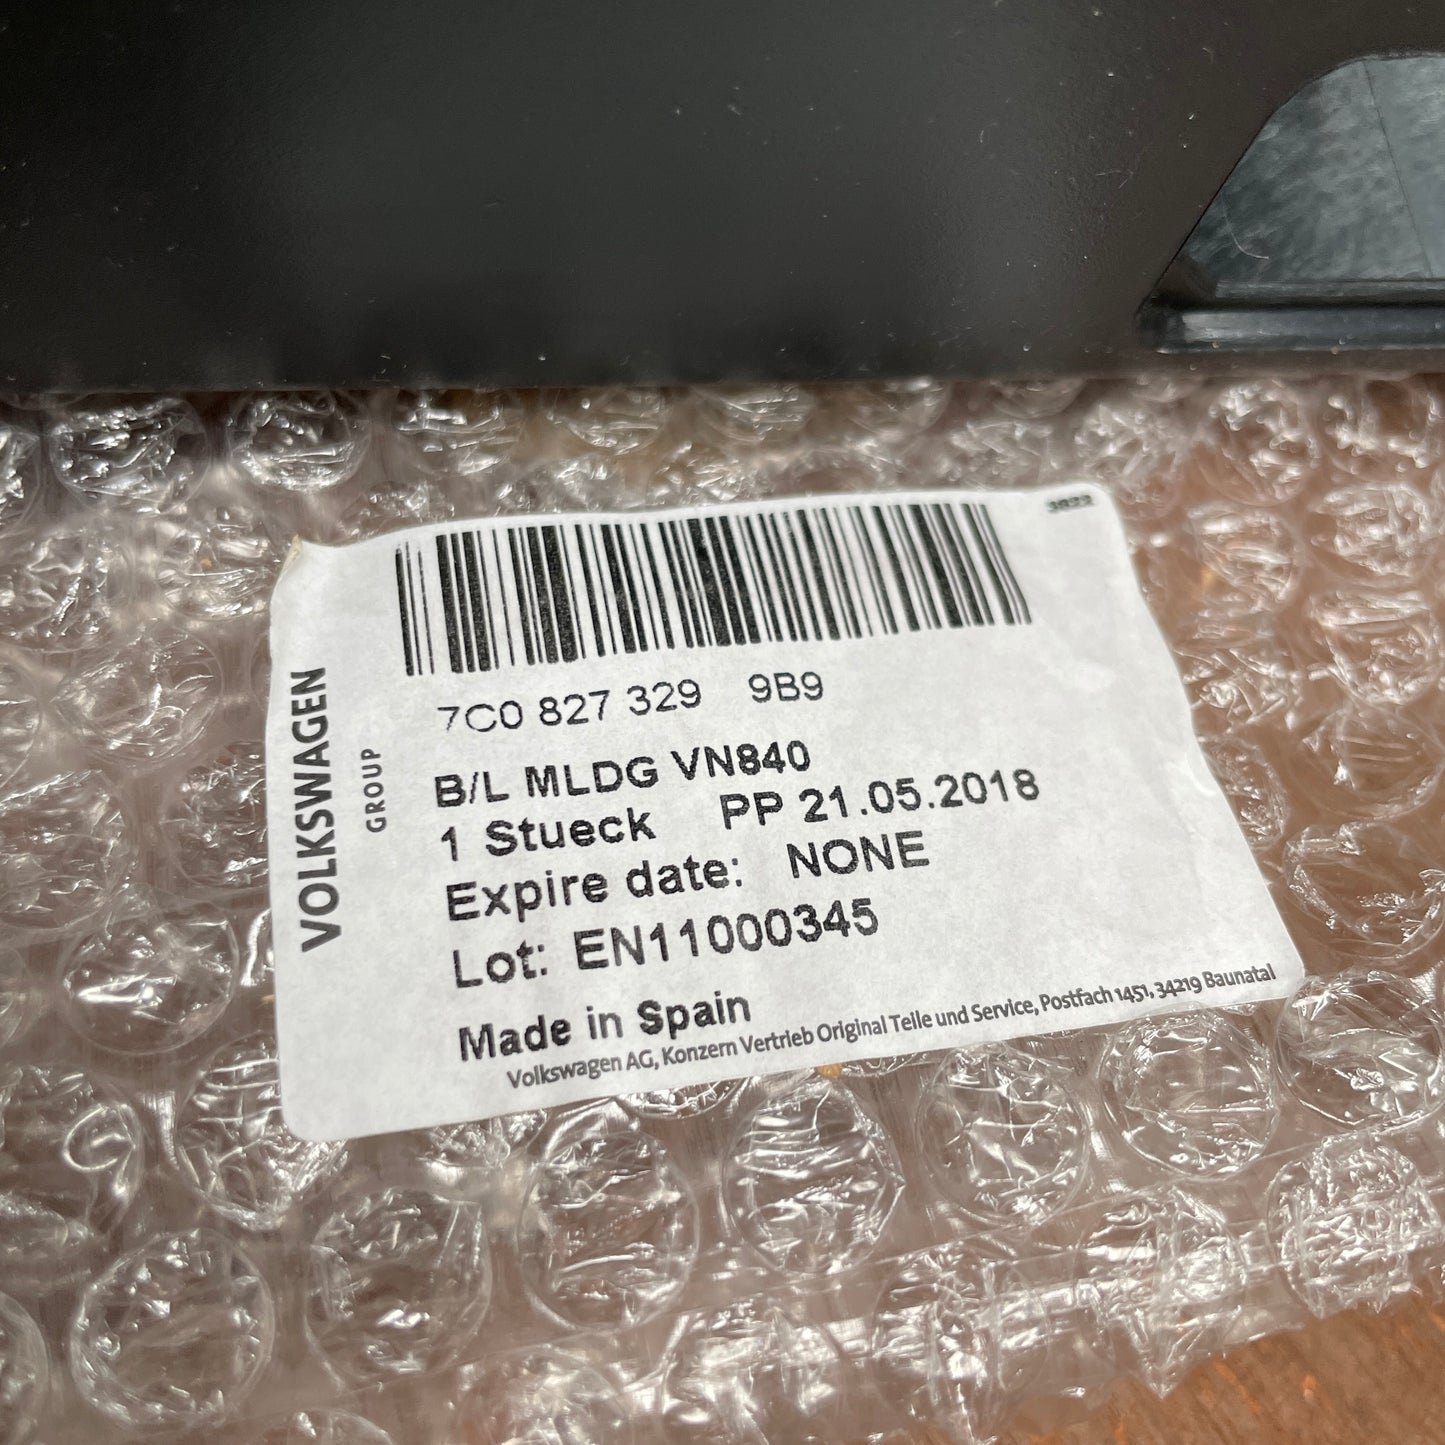 3022
7C0 827 329 9B9
B/L MLDG VN840
1 Stueck PP 21.05.2018
Expire date: NONE
Lot: EN11000345
Made in Spain
Volkswagen AG, Konzern Vertrieb Original Teile und Service, Postfach 1451, 34219 Baunatal
VOLKSWAGEN
GROUP